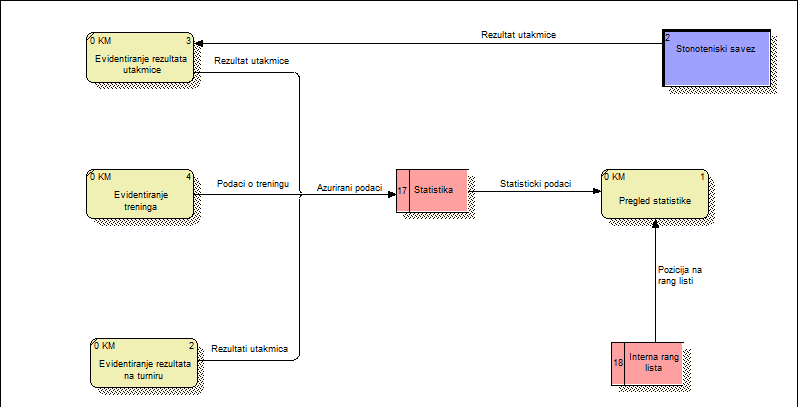 0 KM 3
Evidentiranje rezultata
utakmice
Rezultat utakmice
Rezultat utakmice
2
Stonoteniski savez
0 KM 4
Evidentiranje
treninga
Podaci o treningu
Azurirani podaci
17 Statistika
Statisticki podaci
0 KM 1
Pregled statistike
Pozicija na
rang listi
0 KM 2
Evidentiranje rezultata
na turniru
Rezultati utakmica
18 Interna rang
lista